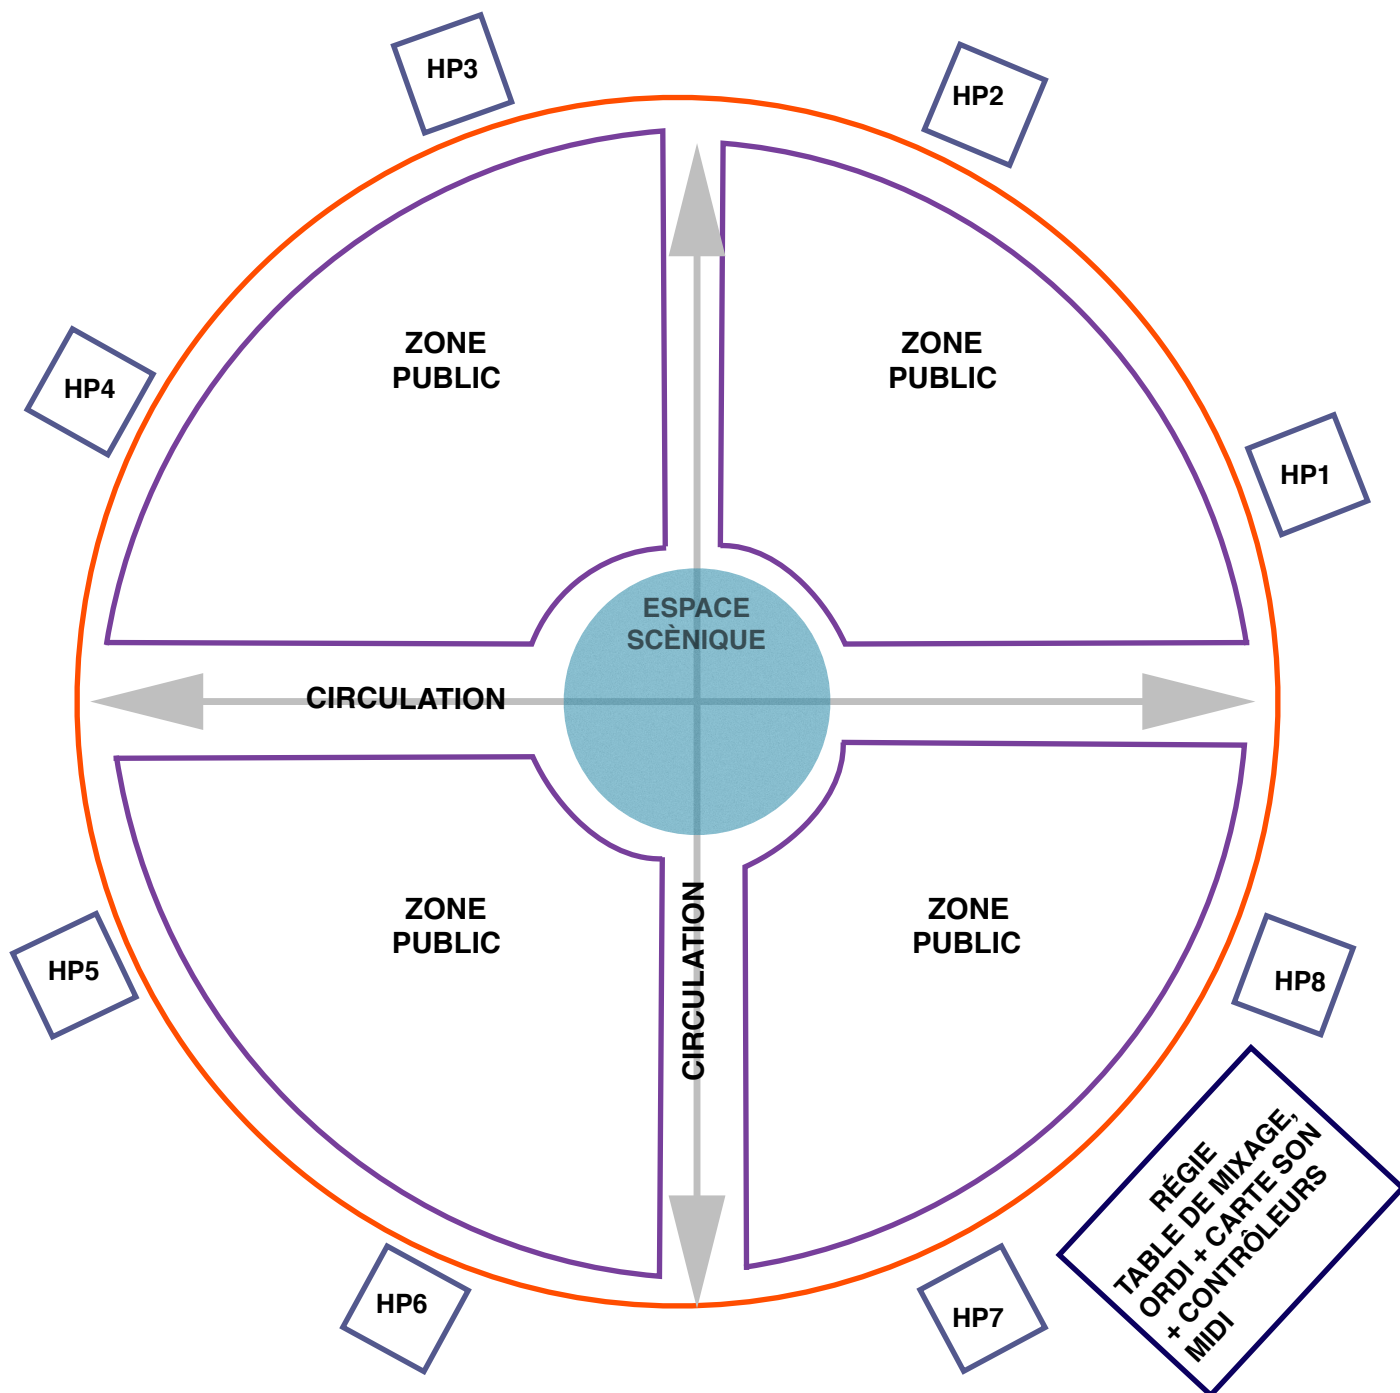 HP3
HP2
ZONE
PUBLIC
ZONE
PUBLIC
HP4
HP1
ESPACE
SCÈNIQUE
CIRCULATION
ZONE
PUBLIC
ZONE
PUBLIC
CIRCULATION
HP5
HP8
RÉGIE
TABLE DE MIXAGE,
ORDI + CARTE SON
+ CONTRÔLEURS
MIDI
HP6
HP7